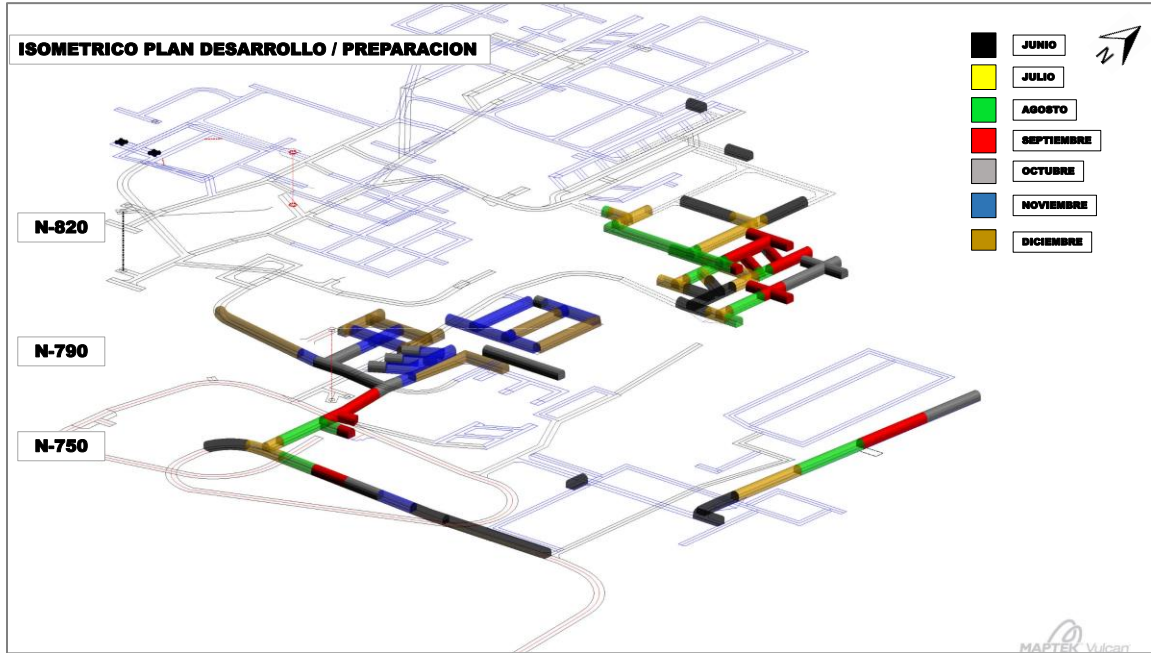 ISOMETRICO PLAN DESARROLLO / PREPARACION
N
JUNIO
JULIO
AGOSTO
SEPTIEMBRE
OCTUBRE
NOVIEMBRE
DICIEMBRE
N-820
N-790
N-750
MAPTEK Vulcan